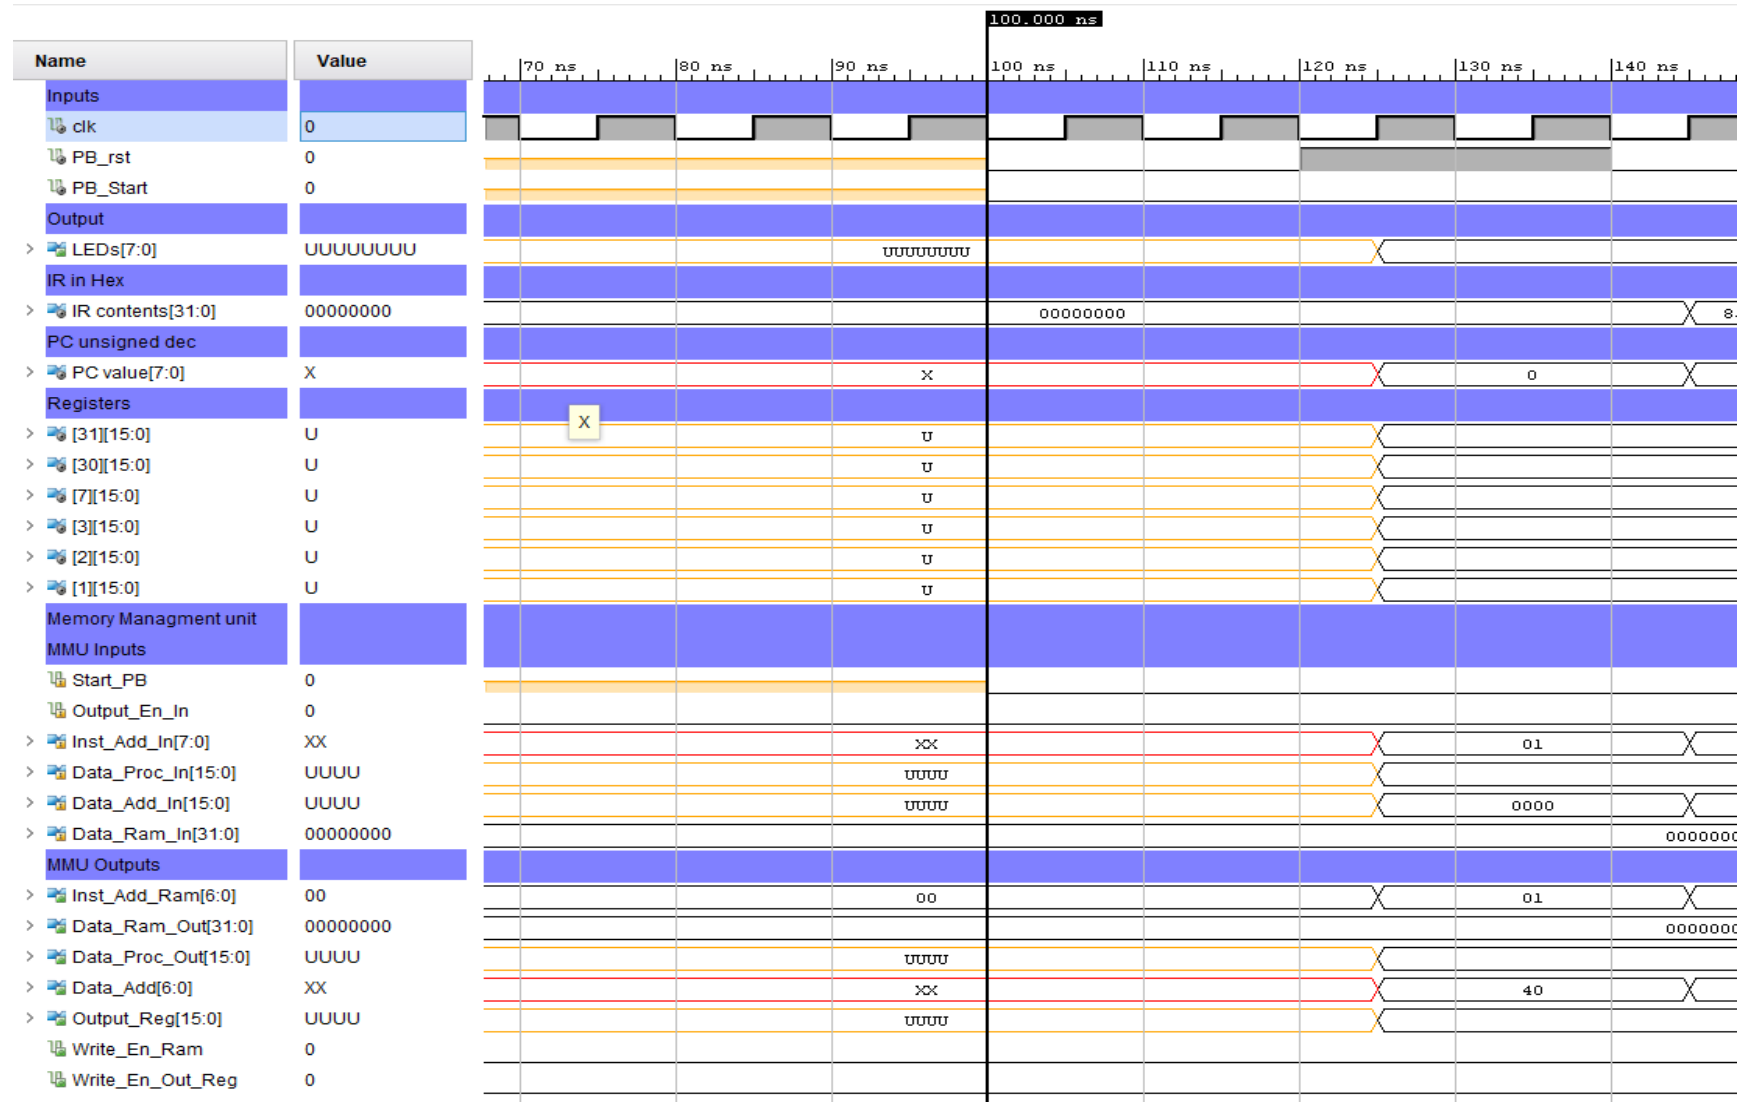 100.000 ns
Name Value 70 ns 80 ns 90 ns 100 ns 110 ns 120 ns 130 ns 140 ns
Inputs
clk 0
PB_rst 0
PB_Start 0
Output
LEDs[7:0] UUUUUUUU UUUUUUUU
IR in Hex
IR contents[31:0] 00000000 00000000 8.
PC unsigned dec
PC value[7:0] X X 0
Registers
X
[31][15:0] U U
[30][15:0] U U
[7][15:0] U U
[3][15:0] U U
[2][15:0] U U
[1][15:0] U U
Memory Managment unit
MMU Inputs
Start_PB 0
Output_En_In 0
Inst_Add_In[7:0] XX XX 01
Data_Proc_In[15:0] UUUU UUUU
Data_Add_In[15:0] UUUU UUUU 0000
Data_Ram_In[31:0] 00000000 0000000
MMU Outputs
Inst_Add_Ram[6:0] 00 00 01
Data_Ram_Out[31:0] 00000000 0000000
Data_Proc_Out[15:0] UUUU UUUU
Data_Add[6:0] XX XX 40
Output_Reg[15:0] UUUU UUUU
Write_En_Ram 0
Write_En_Out_Reg 0